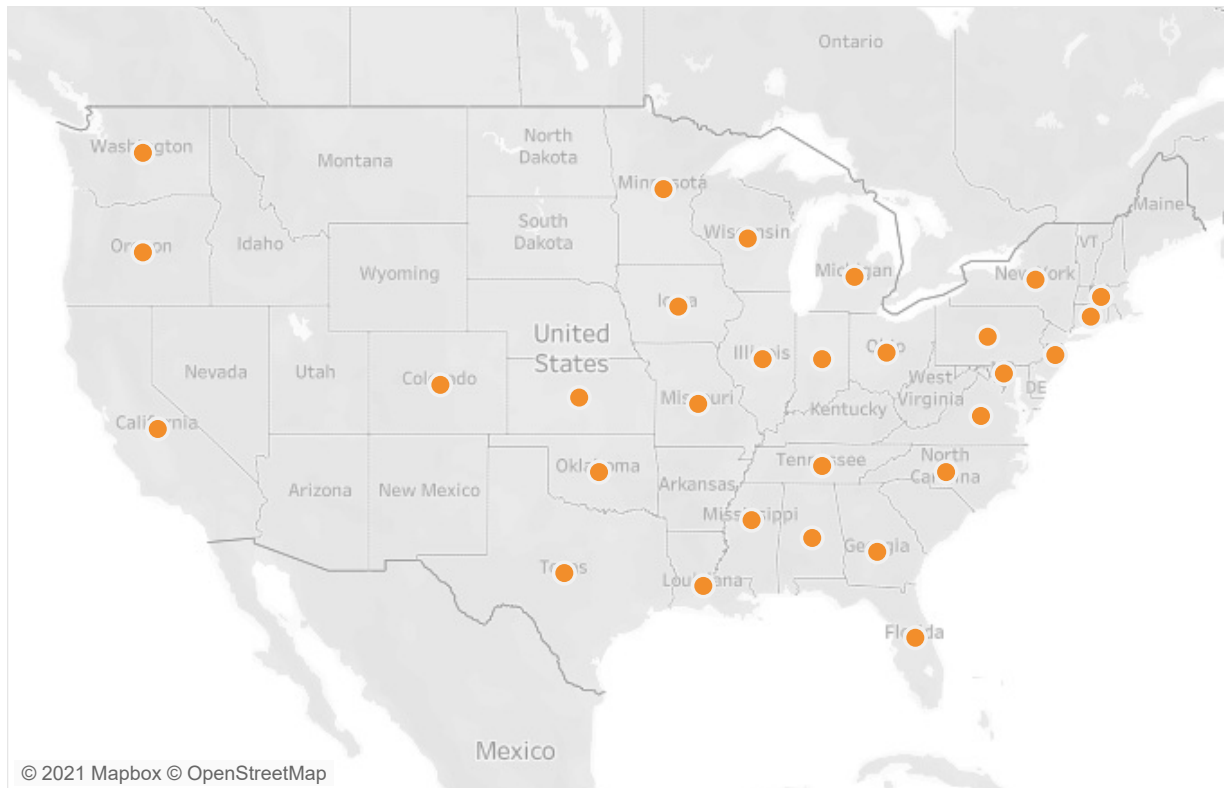 Ontario
Washington
Montana
North
Dakota
Minnesota
Oregon
Idaho
South
Dakota
Wisconsin
Maine
VT
Wyoming
Michigan
New York
Iowa
United
States
Nevada
Utah
Colorado
Illinois
Ohio
West
Virginia
DE
California
Missouri
Kentucky
Arizona
New Mexico
Oklahoma
Arkansas
Tennessee
North
Carolina
Mississippi
Georgia
Texas
Louisiana
Florida
Mexico
© 2021 Mapbox © OpenStreetMap